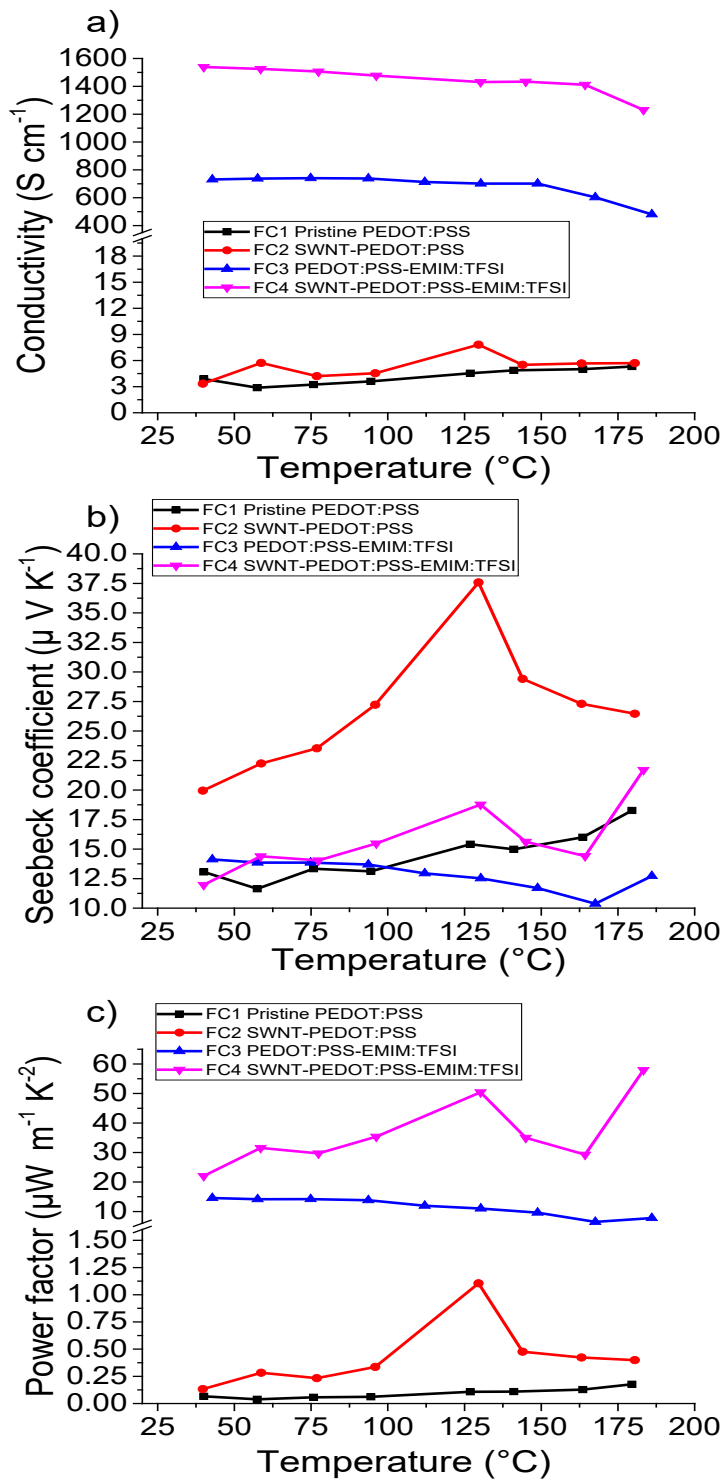 a)
1600
1400
1200
1000
800
600
400
18
15
12
9
6
3
0
Conductivity (S cm⁻¹)
FC1 Pristine PEDOT:PSS
FC2 SWNT-PEDOT:PSS
FC3 PEDOT:PSS-EMIM:TFSI
FC4 SWNT-PEDOT:PSS-EMIM:TFSI
25 50 75 100 125 150 175 200
Temperature (°C)
b)
FC1 Pristine PEDOT:PSS
FC2 SWNT-PEDOT:PSS
FC3 PEDOT:PSS-EMIM:TFSI
FC4 SWNT-PEDOT:PSS-EMIM:TFSI
40.0
37.5
35.0
32.5
30.0
27.5
25.0
22.5
20.0
17.5
15.0
12.5
10.0
Seebeck coefficient (μ V K⁻¹)
25 50 75 100 125 150 175 200
Temperature (°C)
c)
FC1 Pristine PEDOT:PSS
FC2 SWNT-PEDOT:PSS
FC3 PEDOT:PSS-EMIM:TFSI
FC4 SWNT-PEDOT:PSS-EMIM:TFSI
60
50
40
30
20
10
1.50
1.25
1.00
0.75
0.50
0.25
0.00
Power factor (μW m⁻¹ K⁻²)
25 50 75 100 125 150 175 200
Temperature (°C)